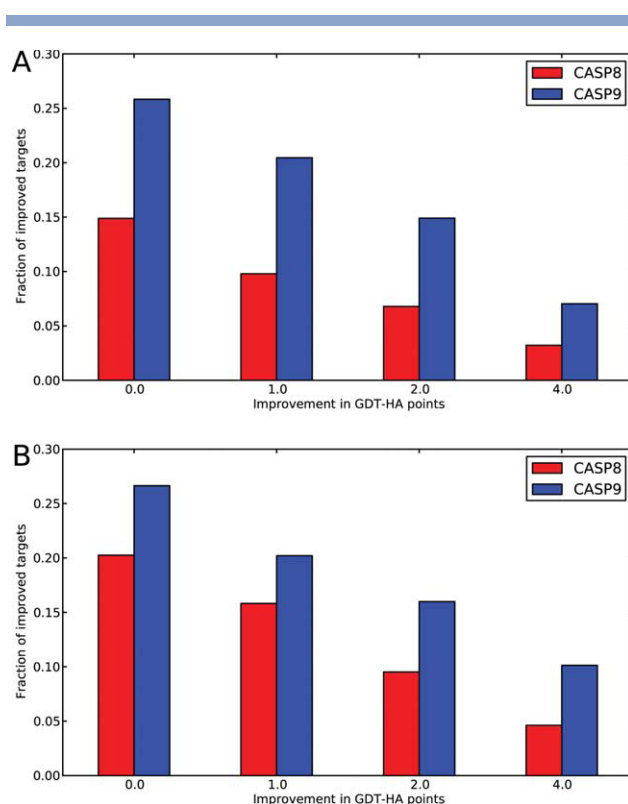 A
0.30
0.25
0.20
0.15
0.10
0.05
0.00
Fraction of improved targets
CASP8
CASP9
0.0 1.0 2.0 4.0
Improvement in GDT-HA points
B
0.30
0.25
0.20
0.15
0.10
0.05
0.00
Fraction of improved targets
CASP8
CASP9
0.0 1.0 2.0 4.0
Improvement in GDT-HA points